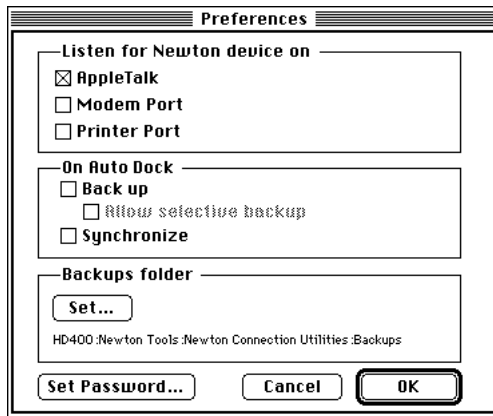 Preferences
Listen for Newton device on
AppleTalk
Modem Port
Printer Port
On Auto Dock
Back up
Allow selective backup
Synchronize
Backups folder
Set...
HD400 :Newton Tools :Newton Connection Utilities :Backups
Set Password... Cancel OK